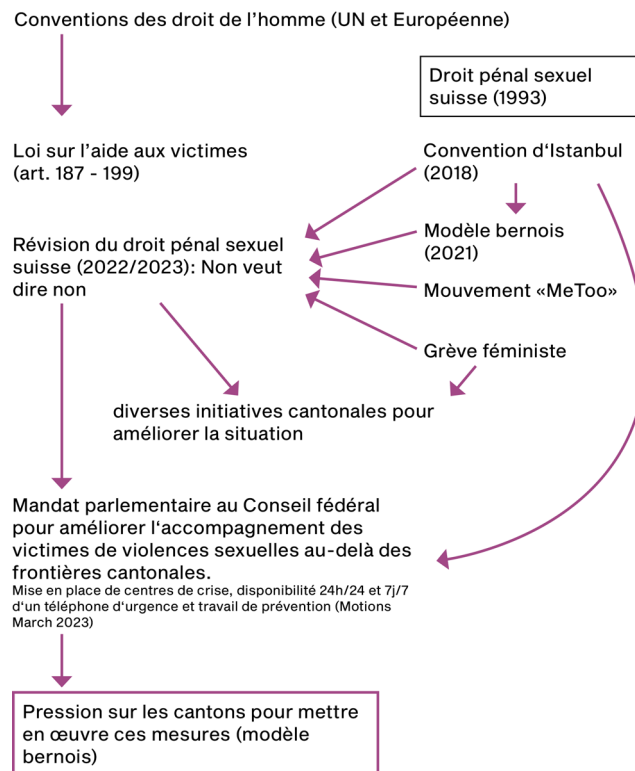 Conventions des droit de l’homme (UN et Européenne)
Droit pénal sexuel
suisse (1993)
Loi sur l’aide aux victimes
(art. 187 - 199)
Convention d‘Istanbul
(2018)
Révision du droit pénal sexuel
suisse (2022/2023): Non veut
dire non
Modèle bernois
(2021)
Mouvement «MeToo»
Grève féministe
diverses initiatives cantonales pour
améliorer la situation
Mandat parlementaire au Conseil fédéral
pour améliorer l‘accompagnement des
victimes de violences sexuelles au-delà des
frontières cantonales.
Mise en place de centres de crise, disponibilité 24h/24 et 7j/7
d‘un téléphone d‘urgence et travail de prévention (Motions
March 2023)
Pression sur les cantons pour mettre
en œuvre ces mesures (modèle
bernois)